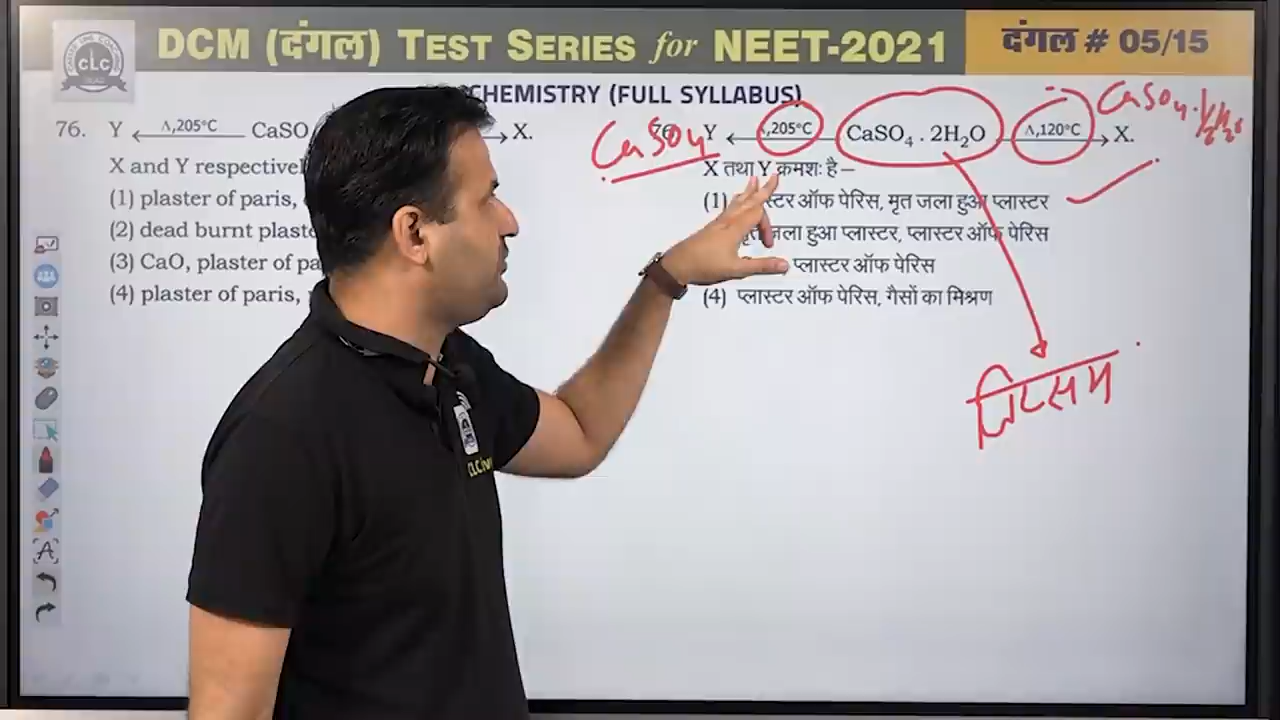 CLC
DCM (दंगल) TEST SERIES for NEET-2021
दंगल # 05/15
CHEMISTRY (FULL SYLLABUS)
76. Y Δ,205°C CaSO X.
X and Y respectivel
(1) plaster of paris,
(2) dead burnt plast
(3) CaO, plaster of pa
(4) plaster of paris,
CaSO4
76. Y Δ,205°C CaSO4 . 2H2O Δ,120°C X.
CaSO4.1/2H2O
X तथा Y क्रमशः है –
(1) प्लास्टर ऑफ पेरिस, मृत जला हुआ प्लास्टर
जला हुआ प्लास्टर, प्लास्टर ऑफ पेरिस
प्लास्टर ऑफ पेरिस
(4) प्लास्टर ऑफ पेरिस, गैसों का मिश्रण
जिप्सम
CLC